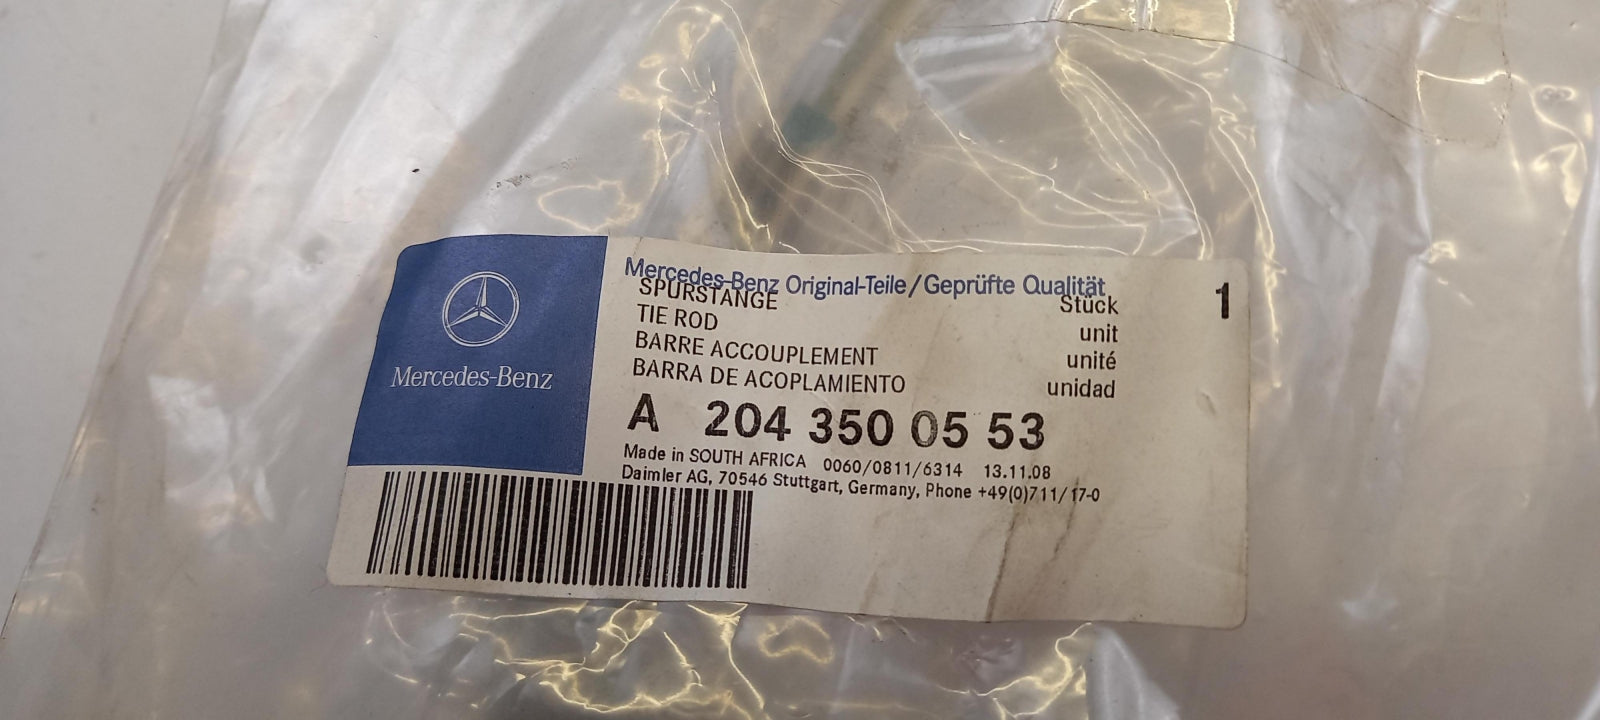 Mercedes-Benz
Mercedes-Benz Original-Teile/Geprüfte Qualität
SPURSTANGE Stück 1
TIE ROD unit
BARRE ACCOUPLEMENT unité
BARRA DE ACOPLAMIENTO unidad
A 204 350 05 53
Made in SOUTH AFRICA 0060/0811/6314 13.11.08
Daimler AG, 70546 Stuttgart, Germany, Phone +49(0)711/17-0